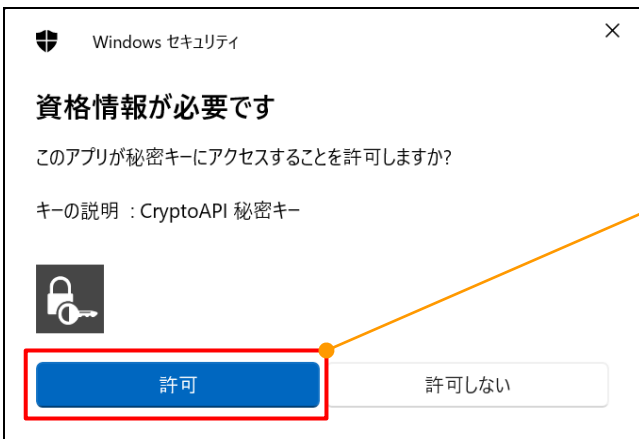 Windows セキュリティ
資格情報が必要です
このアプリが秘密キーにアクセスすることを許可しますか?
キーの説明 : CryptoAPI 秘密キー
許可
許可しない